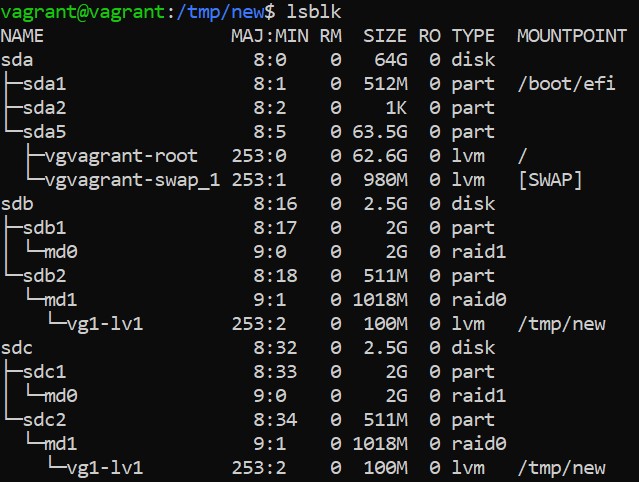 vagrant@vagrant:/tmp/new$ lsblk
NAME                 MAJ:MIN RM  SIZE RO TYPE  MOUNTPOINT
sda                    8:0    0   64G  0 disk
├─sda1                 8:1    0  512M  0 part  /boot/efi
├─sda2                 8:2    0    1K  0 part
└─sda5                 8:5    0 63.5G  0 part
  ├─vgvagrant-root   253:0    0 62.6G  0 lvm   /
  └─vgvagrant-swap_1 253:1    0  980M  0 lvm   [SWAP]
sdb                    8:16   0  2.5G  0 disk
├─sdb1                 8:17   0    2G  0 part
│ └─md0                9:0    0    2G  0 raid1
└─sdb2                 8:18   0  511M  0 part
  └─md1                9:1    0 1018M  0 raid0
    └─vg1-lv1        253:2    0  100M  0 lvm   /tmp/new
sdc                    8:32   0  2.5G  0 disk
├─sdc1                 8:33   0    2G  0 part
│ └─md0                9:0    0    2G  0 raid1
└─sdc2                 8:34   0  511M  0 part
  └─md1                9:1    0 1018M  0 raid0
    └─vg1-lv1        253:2    0  100M  0 lvm   /tmp/new